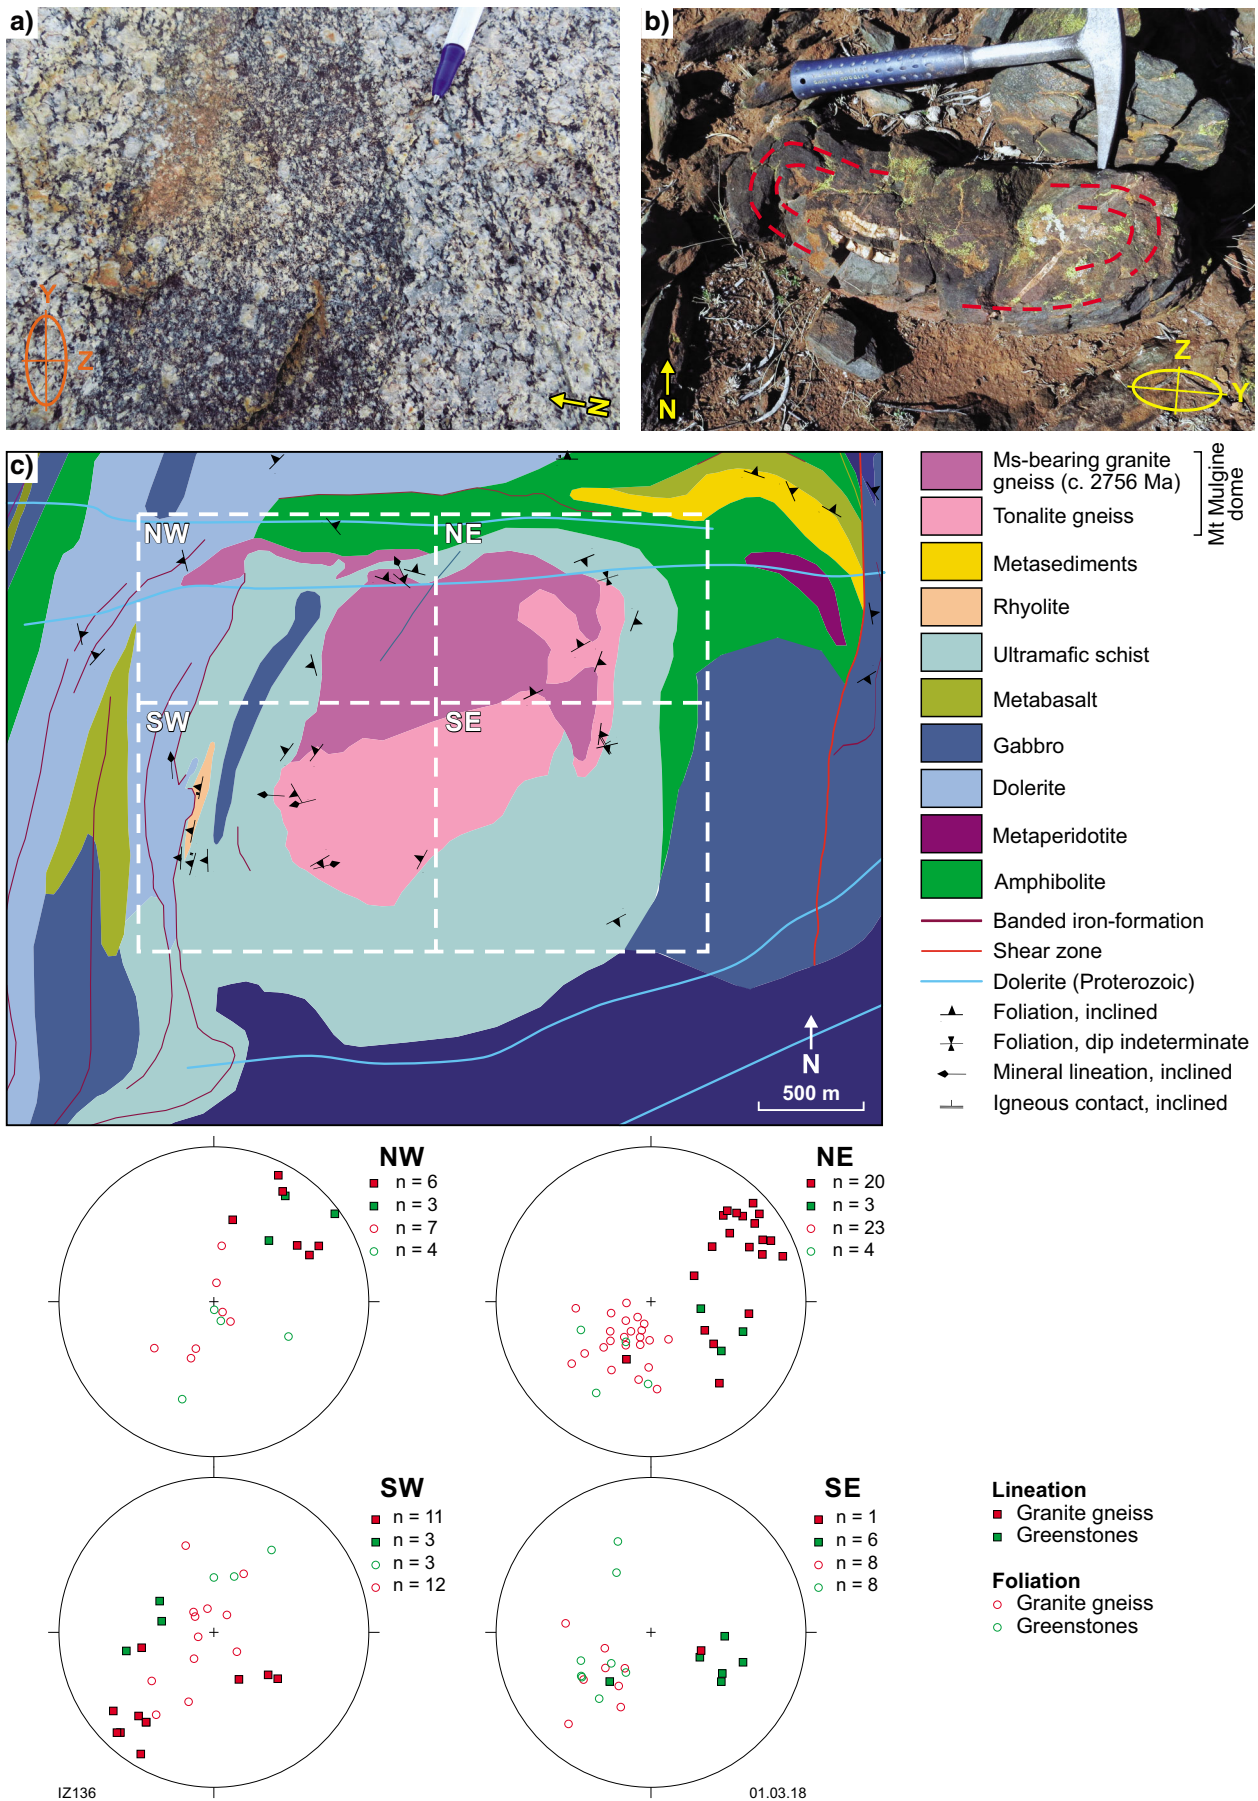 a)
Y
Z
N
b)
N
Z
Y
c)
NW
NE
SW
SE
N
500 m
Ms-bearing granite
gneiss (c. 2756 Ma)
Tonalite gneiss
Mt Mulgine
dome
Metasediments
Rhyolite
Ultramafic schist
Metabasalt
Gabbro
Dolerite
Metaperidotite
Amphibolite
Banded iron-formation
Shear zone
Dolerite (Proterozoic)
Foliation, inclined
Foliation, dip indeterminate
Mineral lineation, inclined
Igneous contact, inclined
NW
n = 6
n = 3
n = 7
n = 4
NE
n = 20
n = 3
n = 23
n = 4
SW
n = 11
n = 3
n = 3
n = 12
SE
n = 1
n = 6
n = 8
n = 8
Lineation
Granite gneiss
Greenstones
Foliation
Granite gneiss
Greenstones
IZ136
01.03.18